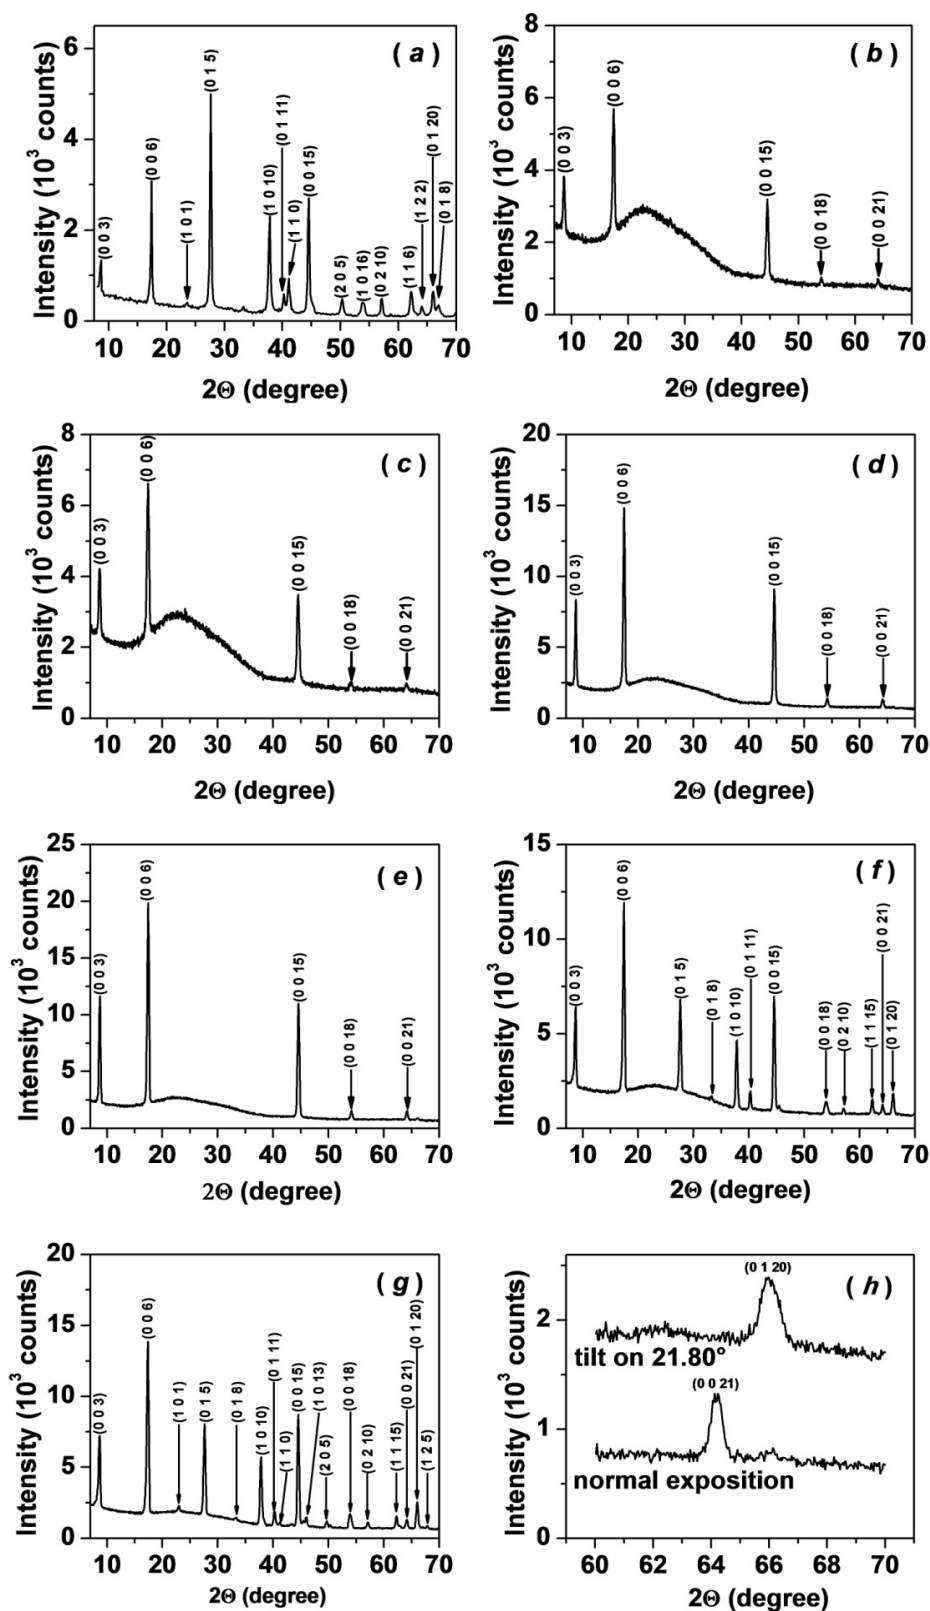 ( a )
6
4
2
0
Intensity (10³ counts)
(0 0 3)
(0 0 6)
(1 0 1)
(0 1 5)
(1 0 10)
(0 1 11)
(1 1 0)
(0 0 15)
(2 0 5)
(1 0 16)
(0 2 10)
(1 1 6)
(1 2 2)
(0 1 20)
(0 1 8)
10 20 30 40 50 60 70
2Θ (degree)
( b )
8
6
4
2
0
Intensity (10³ counts)
(0 0 3)
(0 0 6)
(0 0 15)
(0 0 18)
(0 0 21)
10 20 30 40 50 60 70
2Θ (degree)
( c )
8
6
4
2
0
Intensity (10³ counts)
(0 0 3)
(0 0 6)
(0 0 15)
(0 0 18)
(0 0 21)
10 20 30 40 50 60 70
2Θ (degree)
( d )
20
15
10
5
0
Intensity (10³ counts)
(0 0 3)
(0 0 6)
(0 0 15)
(0 0 18)
(0 0 21)
10 20 30 40 50 60 70
2Θ (degree)
( e )
25
20
15
10
5
0
Intensity (10³ counts)
(0 0 3)
(0 0 6)
(0 0 15)
(0 0 18)
(0 0 21)
10 20 30 40 50 60 70
2Θ (degree)
( f )
15
10
5
0
Intensity (10³ counts)
(0 0 3)
(0 0 6)
(0 1 5)
(0 1 8)
(1 0 10)
(0 1 11)
(0 0 15)
(0 0 18)
(0 2 10)
(1 1 15)
(0 0 21)
(0 1 20)
10 20 30 40 50 60 70
2Θ (degree)
( g )
20
15
10
5
0
Intensity (10³ counts)
(0 0 3)
(0 0 6)
(1 0 1)
(0 1 5)
(0 1 8)
(1 0 10)
(0 1 11)
(1 1 0)
(0 0 15)
(1 0 13)
(2 0 5)
(0 0 18)
(0 2 10)
(1 1 15)
(0 0 21)
(0 1 20)
(1 2 5)
10 20 30 40 50 60 70
2Θ (degree)
( h )
2
1
0
Intensity (10³ counts)
(0 1 20)
tilt on 21.80°
(0 0 21)
normal exposition
60 62 64 66 68 70
2Θ (degree)